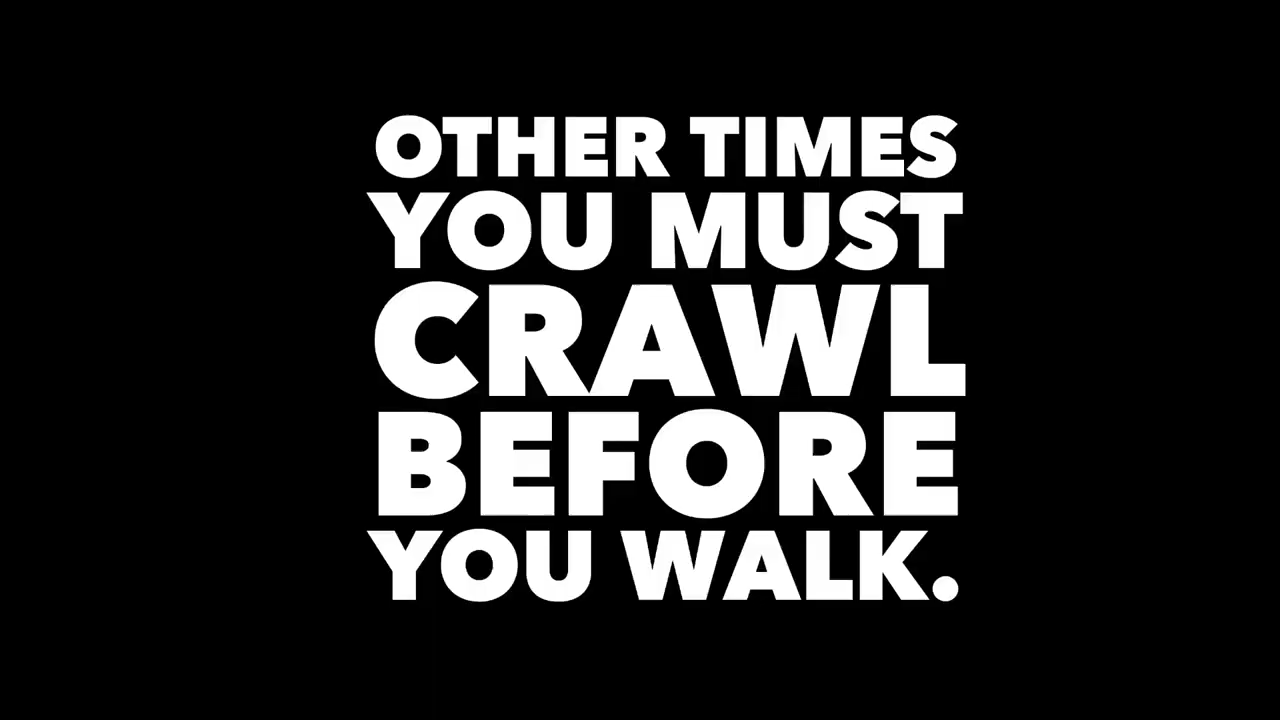 OTHER TIMES
YOU MUST
CRAWL
BEFORE
YOU WALK.